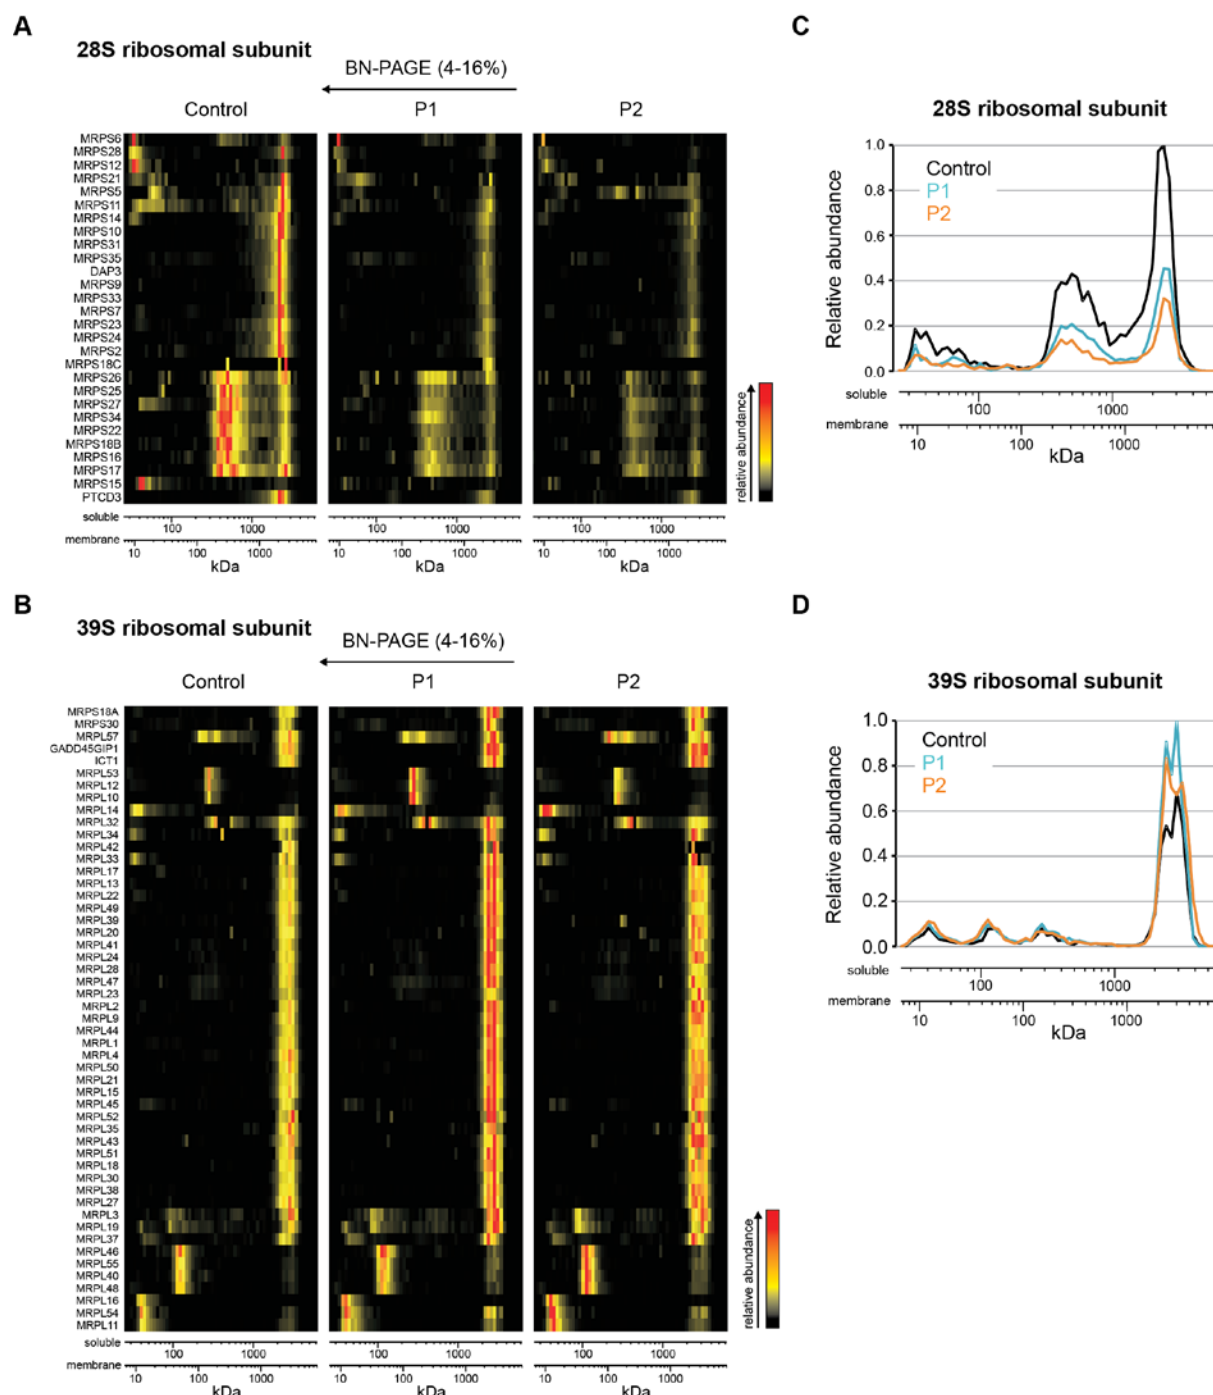 A
28S ribosomal subunit
BN-PAGE (4-16%)
Control
P1
P2
MRPS6
MRPS28
MRPS12
MRPS21
MRPS5
MRPS11
MRPS14
MRPS10
MRPS31
MRPS35
DAP3
MRPS9
MRPS33
MRPS7
MRPS23
MRPS24
MRPS2
MRPS18C
MRPS26
MRPS25
MRPS27
MRPS34
MRPS22
MRPS18B
MRPS16
MRPS17
MRPS15
PTCD3
relative abundance
soluble
100 1000 100 1000 100 1000
membrane
10 100 1000 10 100 1000 10 100 1000
kDa kDa kDa
B
39S ribosomal subunit
BN-PAGE (4-16%)
Control
P1
P2
MRPS18A
MRPS30
MRPL57
GADD45GIP1
ICT1
MRPL53
MRPL12
MRPL10
MRPL14
MRPL32
MRPL34
MRPL42
MRPL33
MRPL17
MRPL13
MRPL22
MRPL49
MRPL39
MRPL20
MRPL41
MRPL24
MRPL28
MRPL47
MRPL23
MRPL2
MRPL9
MRPL44
MRPL1
MRPL4
MRPL50
MRPL21
MRPL15
MRPL45
MRPL52
MRPL35
MRPL43
MRPL51
MRPL18
MRPL30
MRPL38
MRPL27
MRPL3
MRPL19
MRPL37
MRPL46
MRPL55
MRPL40
MRPL48
MRPL16
MRPL54
MRPL11
relative abundance
soluble
100 1000 100 1000 100 1000
membrane
10 100 1000 10 100 1000 10 100 1000
kDa kDa kDa
C
28S ribosomal subunit
Relative abundance
1.0
0.8
0.6
0.4
0.2
0.0
Control
P1
P2
soluble
100 1000
membrane
10 100 1000
kDa
D
39S ribosomal subunit
Relative abundance
1.0
0.8
0.6
0.4
0.2
0.0
Control
P1
P2
soluble
100 1000
membrane
10 100 1000
kDa